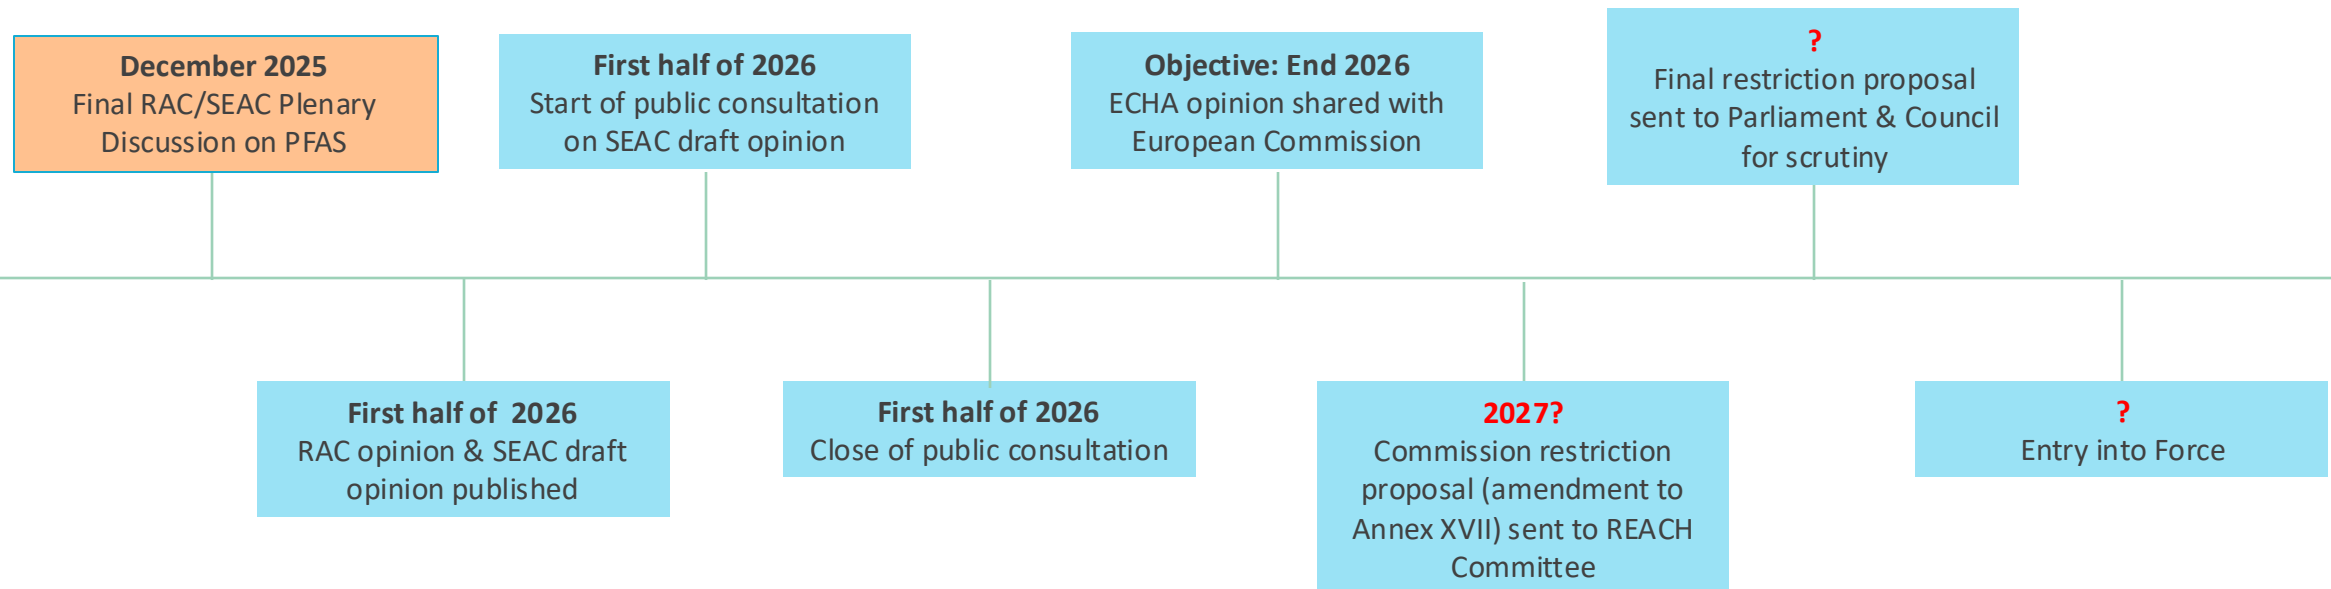 December 2025
Final RAC/SEAC Plenary
Discussion on PFAS
First half of 2026
RAC opinion & SEAC draft
opinion published
First half of 2026
Start of public consultation
on SEAC draft opinion
First half of 2026
Close of public consultation
Objective: End 2026
ECHA opinion shared with
European Commission
2027?
Commission restriction
proposal (amendment to
Annex XVII) sent to REACH
Committee
?
Final restriction proposal
sent to Parliament & Council
for scrutiny
?
Entry into Force